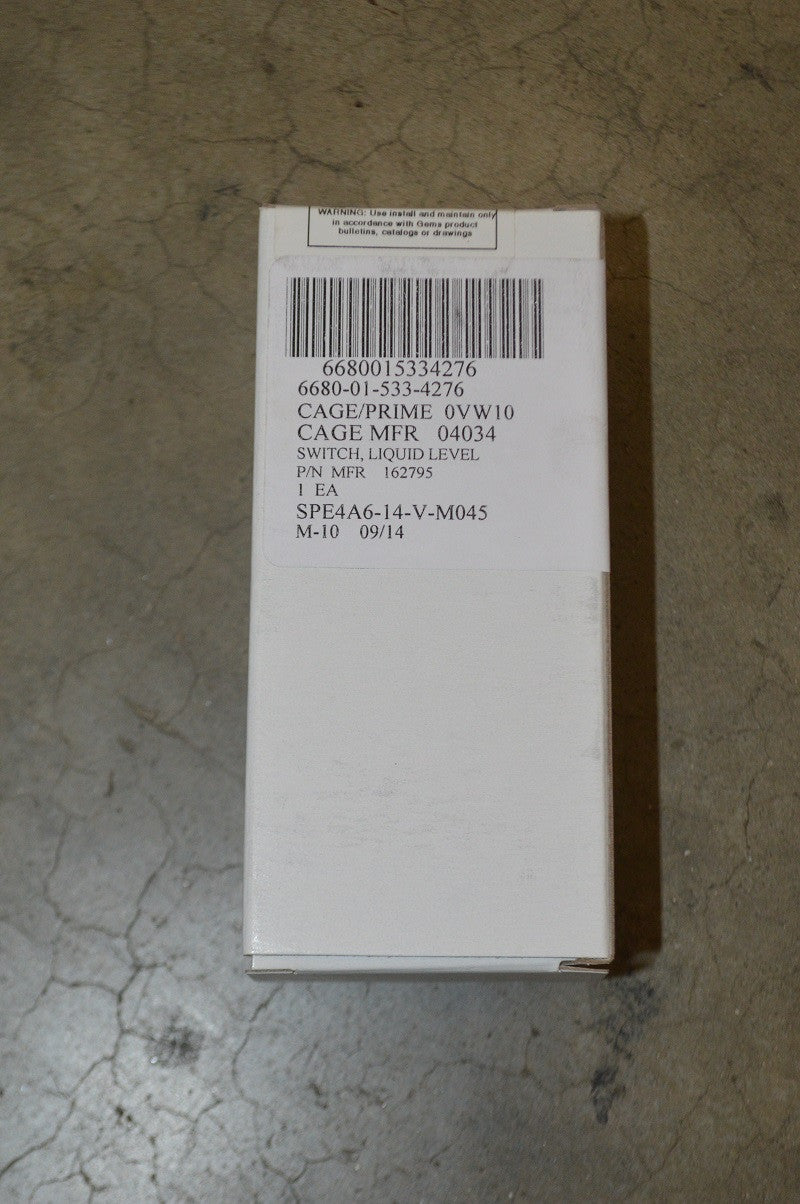 WARNING: Use install and maintain only
in accordance with Gems product
bulletins, catalogs or drawings
6680015334276
6680-01-533-4276
CAGE/PRIME 0VW10
CAGE MFR 04034
SWITCH, LIQUID LEVEL
P/N MFR 162795
1 EA
SPE4A6-14-V-M045
M-10 09/14